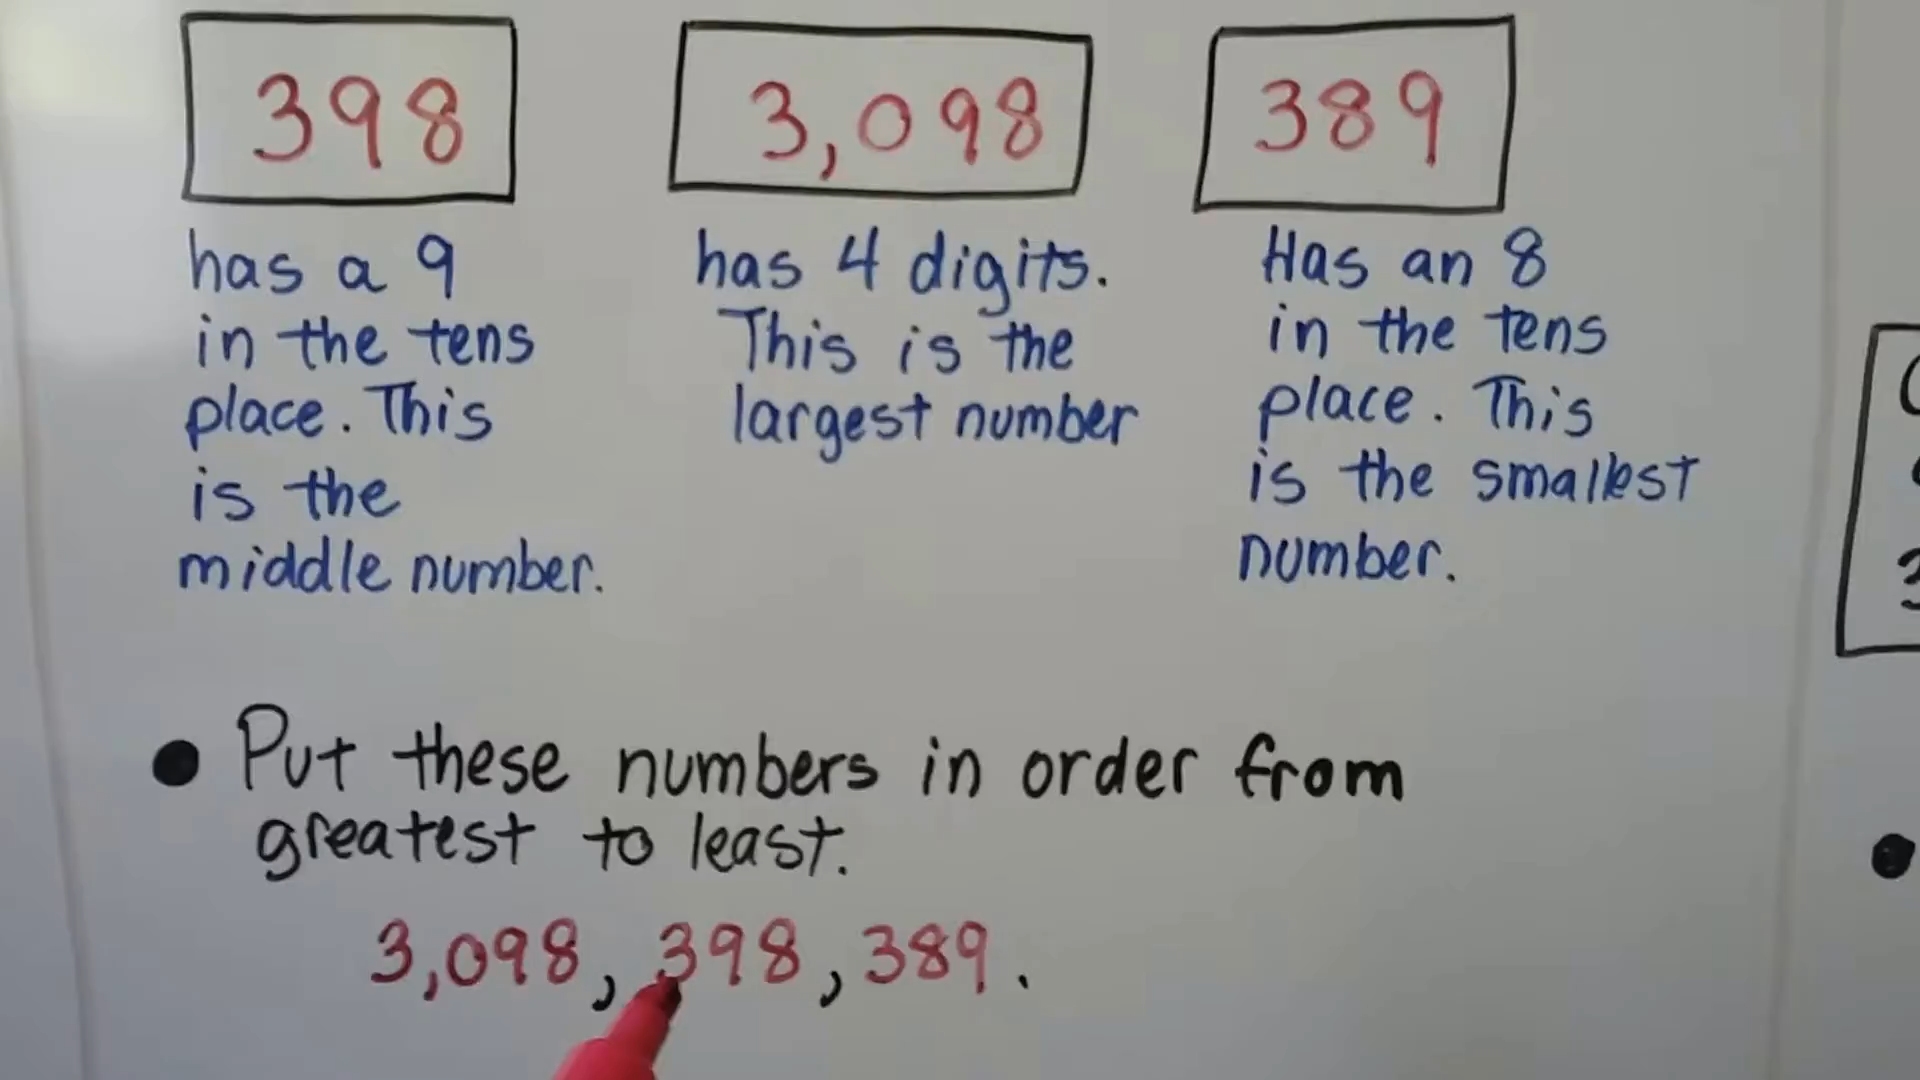 398
3,098
389
has a 9
in the tens
place. This
is the
middle number.
has 4 digits.
This is the
largest number
Has an 8
in the tens
place. This
is the smallest
number.
• Put these numbers in order from
greatest to least.
3,098, 398, 389.